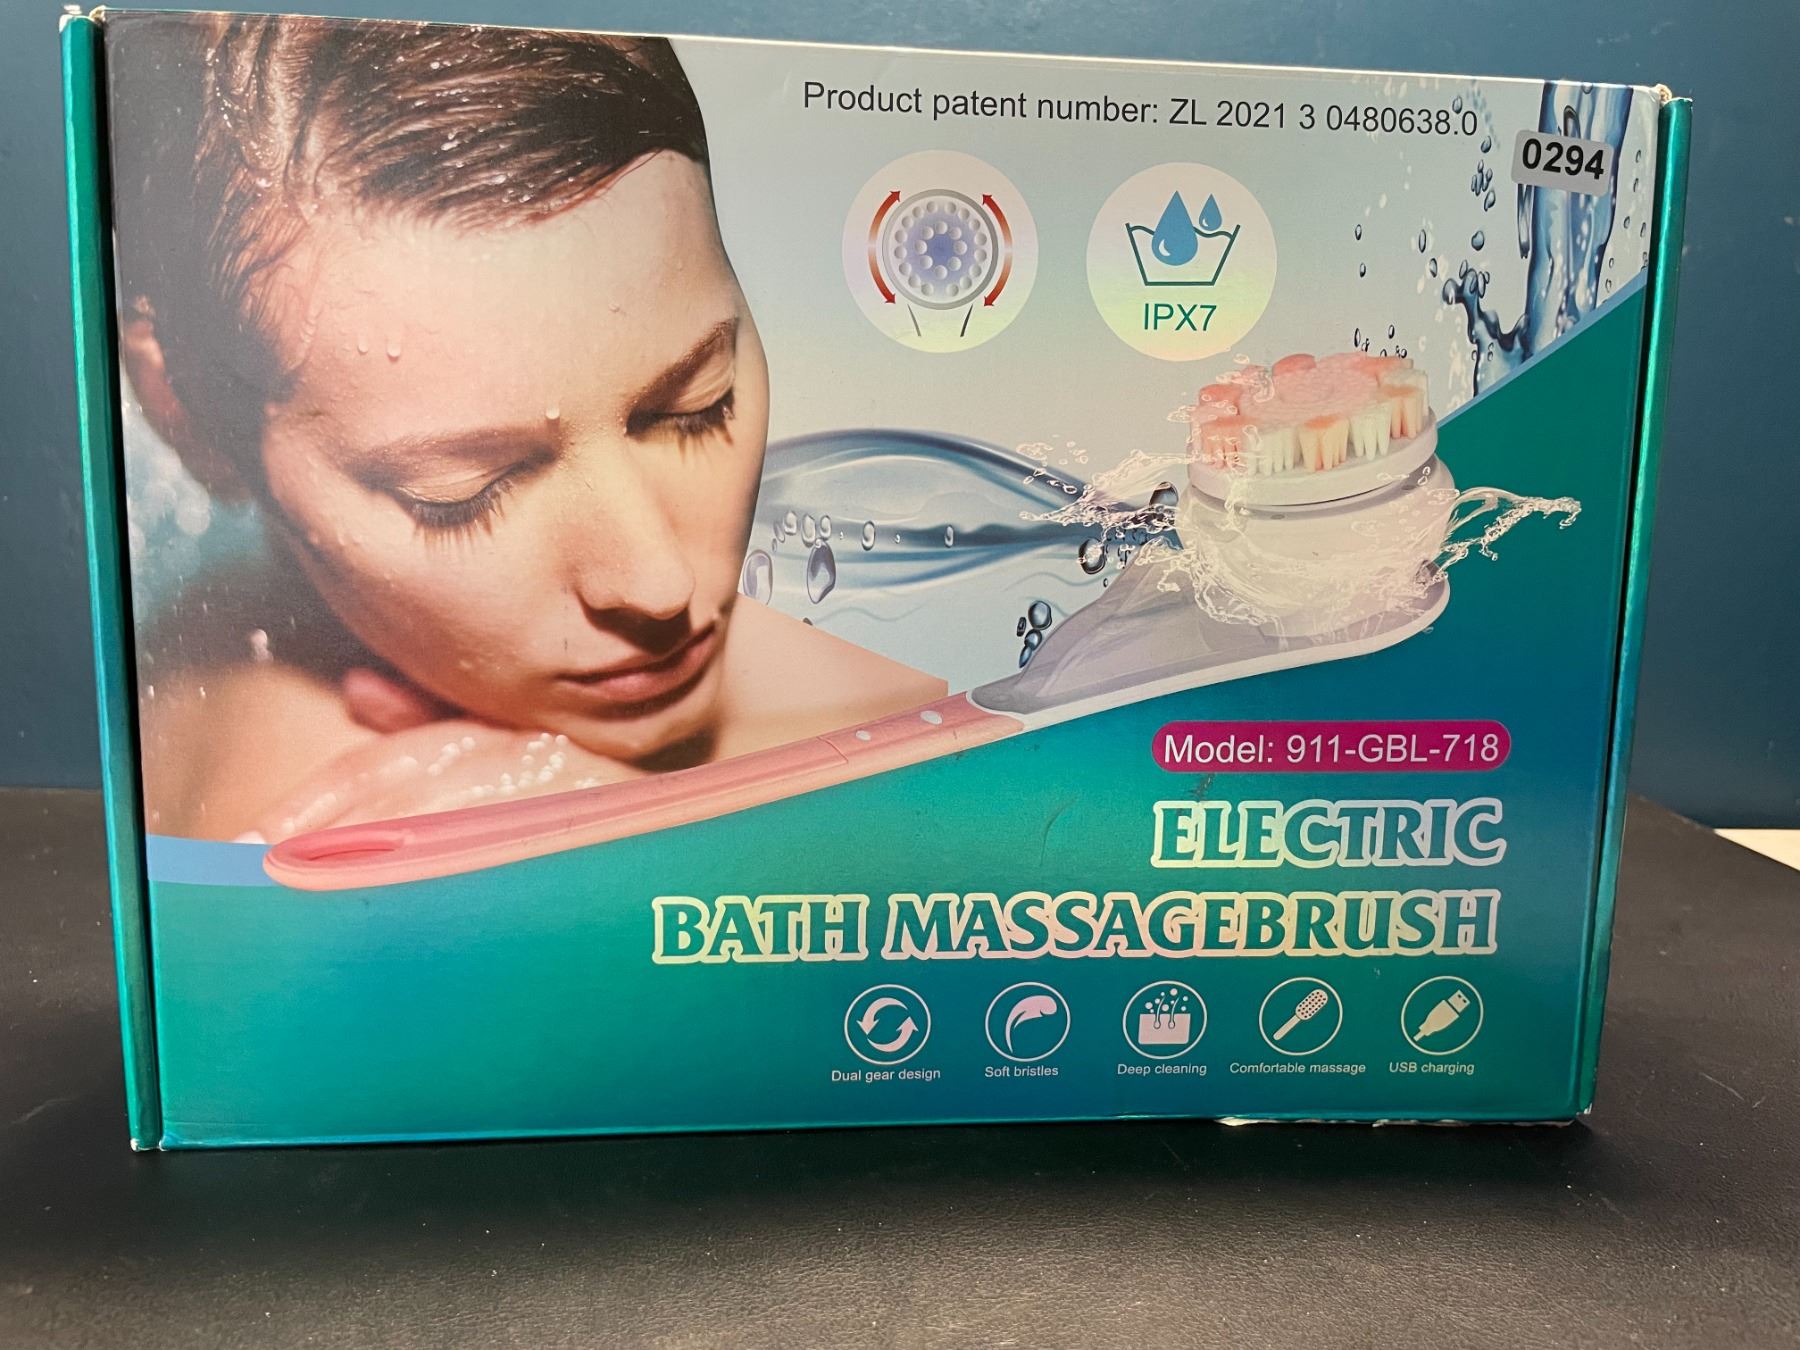 Product patent number: ZL 2021 3 0480638.0
0294
IPX7
Model: 911-GBL-718
ELECTRIC
BATH MASSAGEBRUSH
Dual gear design
Soft bristles
Deep cleaning
Comfortable massage
USB charging